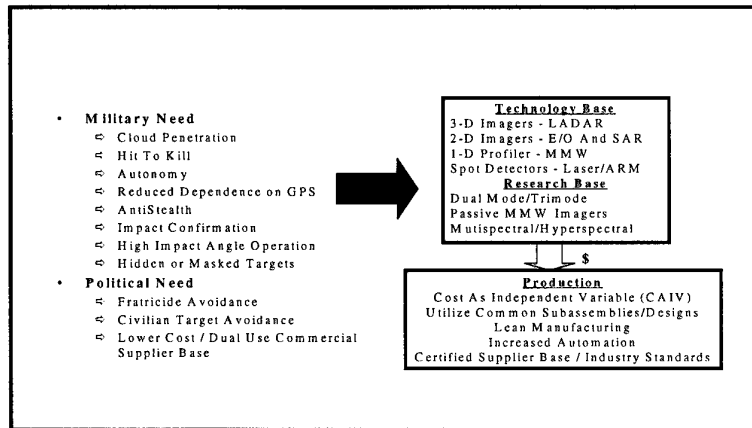 • Military Need
⇨ Cloud Penetration
⇨ Hit To Kill
⇨ Autonomy
⇨ Reduced Dependence on GPS
⇨ AntiStealth
⇨ Impact Confirmation
⇨ High Impact Angle Operation
⇨ Hidden or Masked Targets
• Political Need
⇨ Fratricide Avoidance
⇨ Civilian Target Avoidance
⇨ Lower Cost / Dual Use Commercial
Supplier Base
Technology Base
3-D Imagers - LADAR
2-D Imagers - E/O And SAR
1-D Profiler - MMW
Spot Detectors - Laser/ARM
Research Base
Dual Mode/Trimode
Passive MMW Imagers
Mutispectral/Hyperspectral
$
Production
Cost As Independent Variable (CAIV)
Utilize Common Subassemblies/Designs
Lean Manufacturing
Increased Automation
Certified Supplier Base / Industry Standards